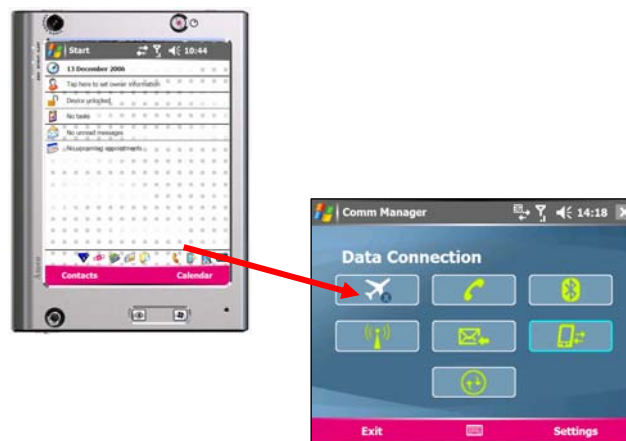 Start 10:44
13 December 2006
Tap here to set owner information
Device unlocked
No tasks
No unread messages
No upcoming appointments
Contacts Calendar
Comm Manager 14:18
Data Connection
Exit Settings